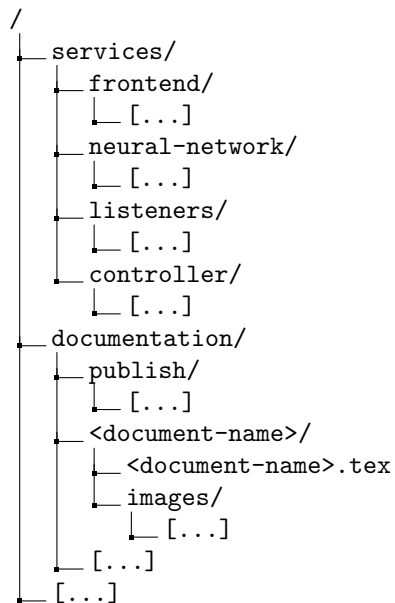 /
services/
frontend/
[...]
neural-network/
[...]
listeners/
[...]
controller/
[...]
documentation/
publish/
[...]
<document-name>/
<document-name>.tex
images/
[...]
[...]
[...]